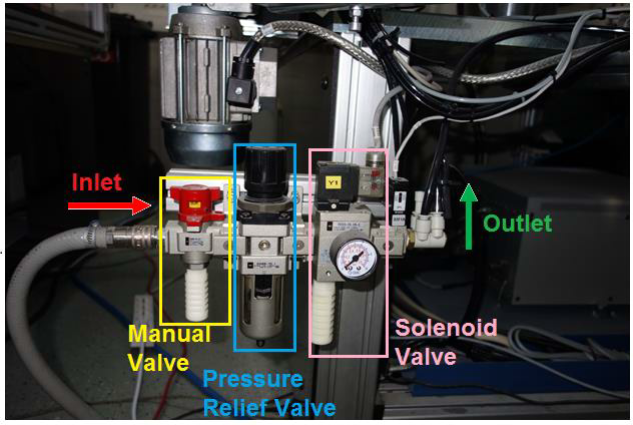 Inlet
Y1
Outlet
Manual
Valve
Solenoid
Valve
Pressure
Relief Valve